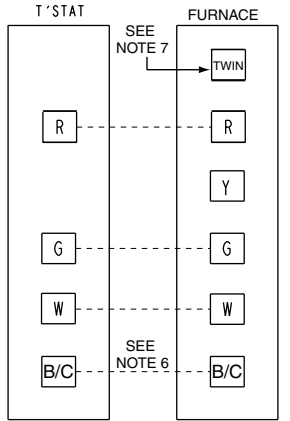 T'STAT
FURNACE
SEE
NOTE 7
TWIN
R
R
Y
G
G
W
W
SEE
NOTE 6
B/C
B/C